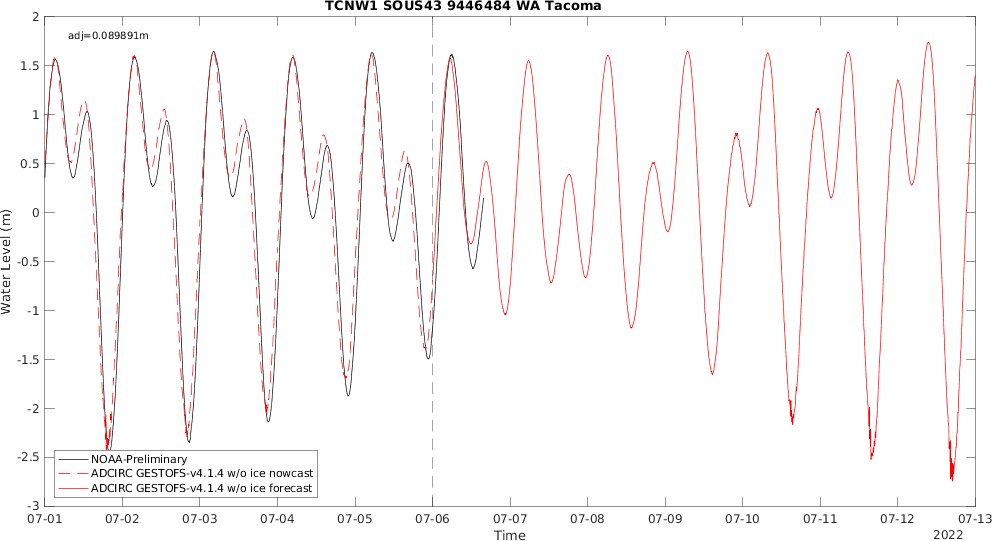 TCNW1 SOUS43 9446484 WA Tacoma
adj=0.089891m
Water Level (m)
2
1.5
1
0.5
0
-0.5
-1
-1.5
-2
-2.5
-3
NOAA-Preliminary
ADCIRC GESTOFS-v4.1.4 w/o ice nowcast
ADCIRC GESTOFS-v4.1.4 w/o ice forecast
07-01 07-02 07-03 07-04 07-05 07-06 07-07 07-08 07-09 07-10 07-11 07-12 07-13
Time
2022